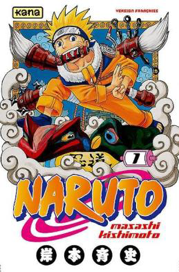 KANA
VERSION FRANÇAISE
1
NARUTO
masashi
kishimoto
岸本斉史